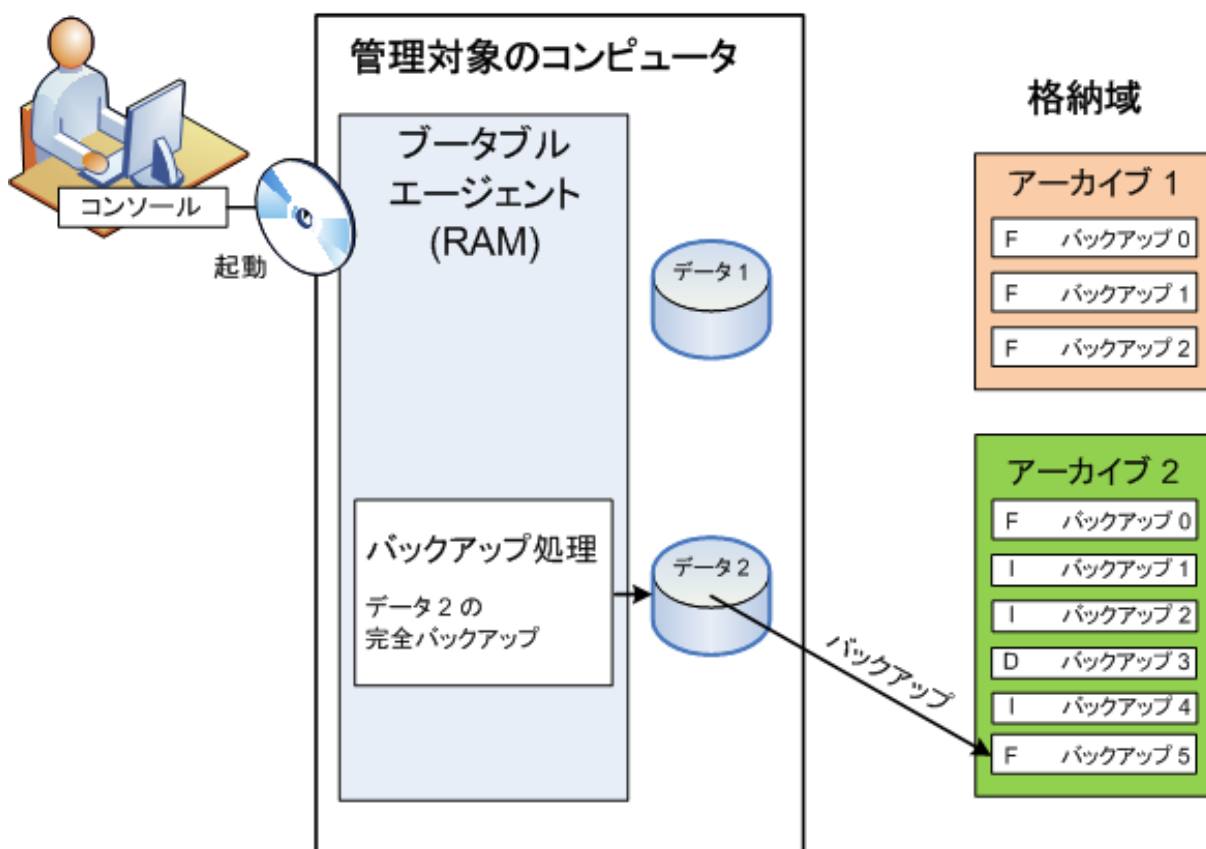 管理対象のコンピュータ
コンソール
起動
ブータブル
エージェント
(RAM)
データ 1
バックアップ処理
データ 2 の
完全バックアップ
データ 2
バックアップ
格納域
アーカイブ 1
F バックアップ 0
F バックアップ 1
F バックアップ 2
アーカイブ 2
F バックアップ 0
I バックアップ 1
I バックアップ 2
D バックアップ 3
I バックアップ 4
F バックアップ 5